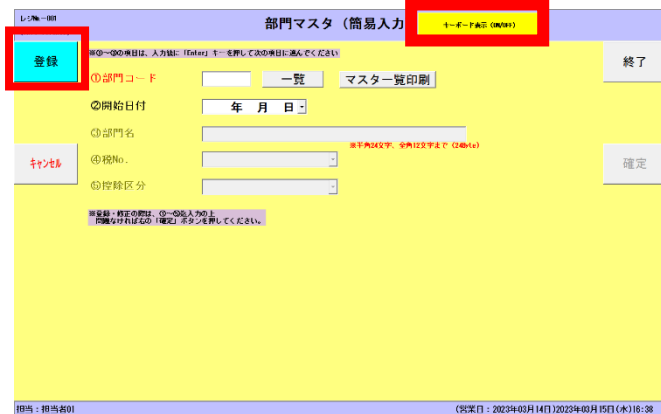 レジNo-001
部門マスタ（簡易入力
キーボード表示 (ON/OFF)
登録
※①～⑤の項目は、入力後に「Enter」キーを押して次の項目に進んでください
終了
①部門コード
一覧
マスター覧印刷
②開始日付
年 月 日
③部門名
※半角24文字、全角12文字まで (24byte)
キャンセル
④税No.
確定
⑤控除区分
※登録・修正の際は、①～⑤を入力の上
問題なければ右の「確定」ボタンを押してください。
担当：担当者01
(営業日：2023年03月14日)2023年03月15日(水)16:38